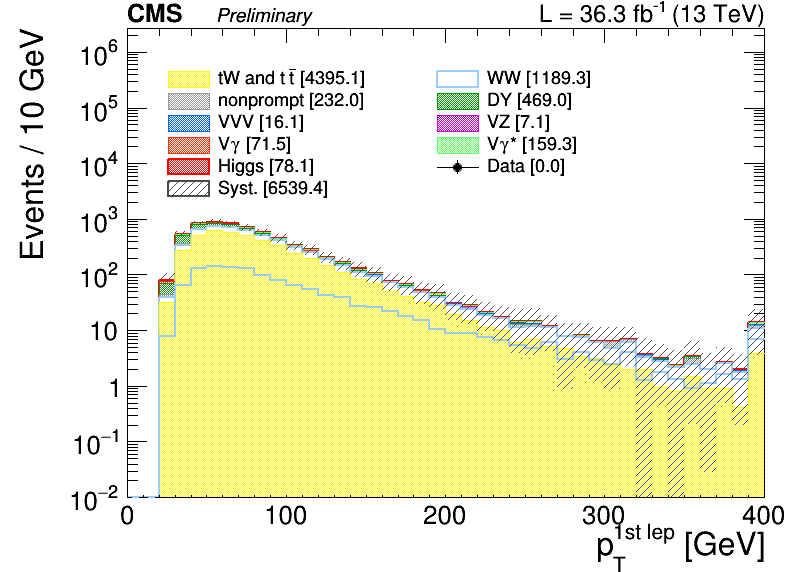 CMS Preliminary L = 36.3 fb⁻¹ (13 TeV)
Events / 10 GeV
10⁶
10⁵
10⁴
10³
10²
10
1
10⁻¹
10⁻²
tW and t t̅ [4395.1]
nonprompt [232.0]
VVV [16.1]
Vγ [71.5]
Higgs [78.1]
Syst. [6539.4]
WW [1189.3]
DY [469.0]
VZ [7.1]
Vγ* [159.3]
Data [0.0]
0 100 200 300 400
p_T^1st lep [GeV]